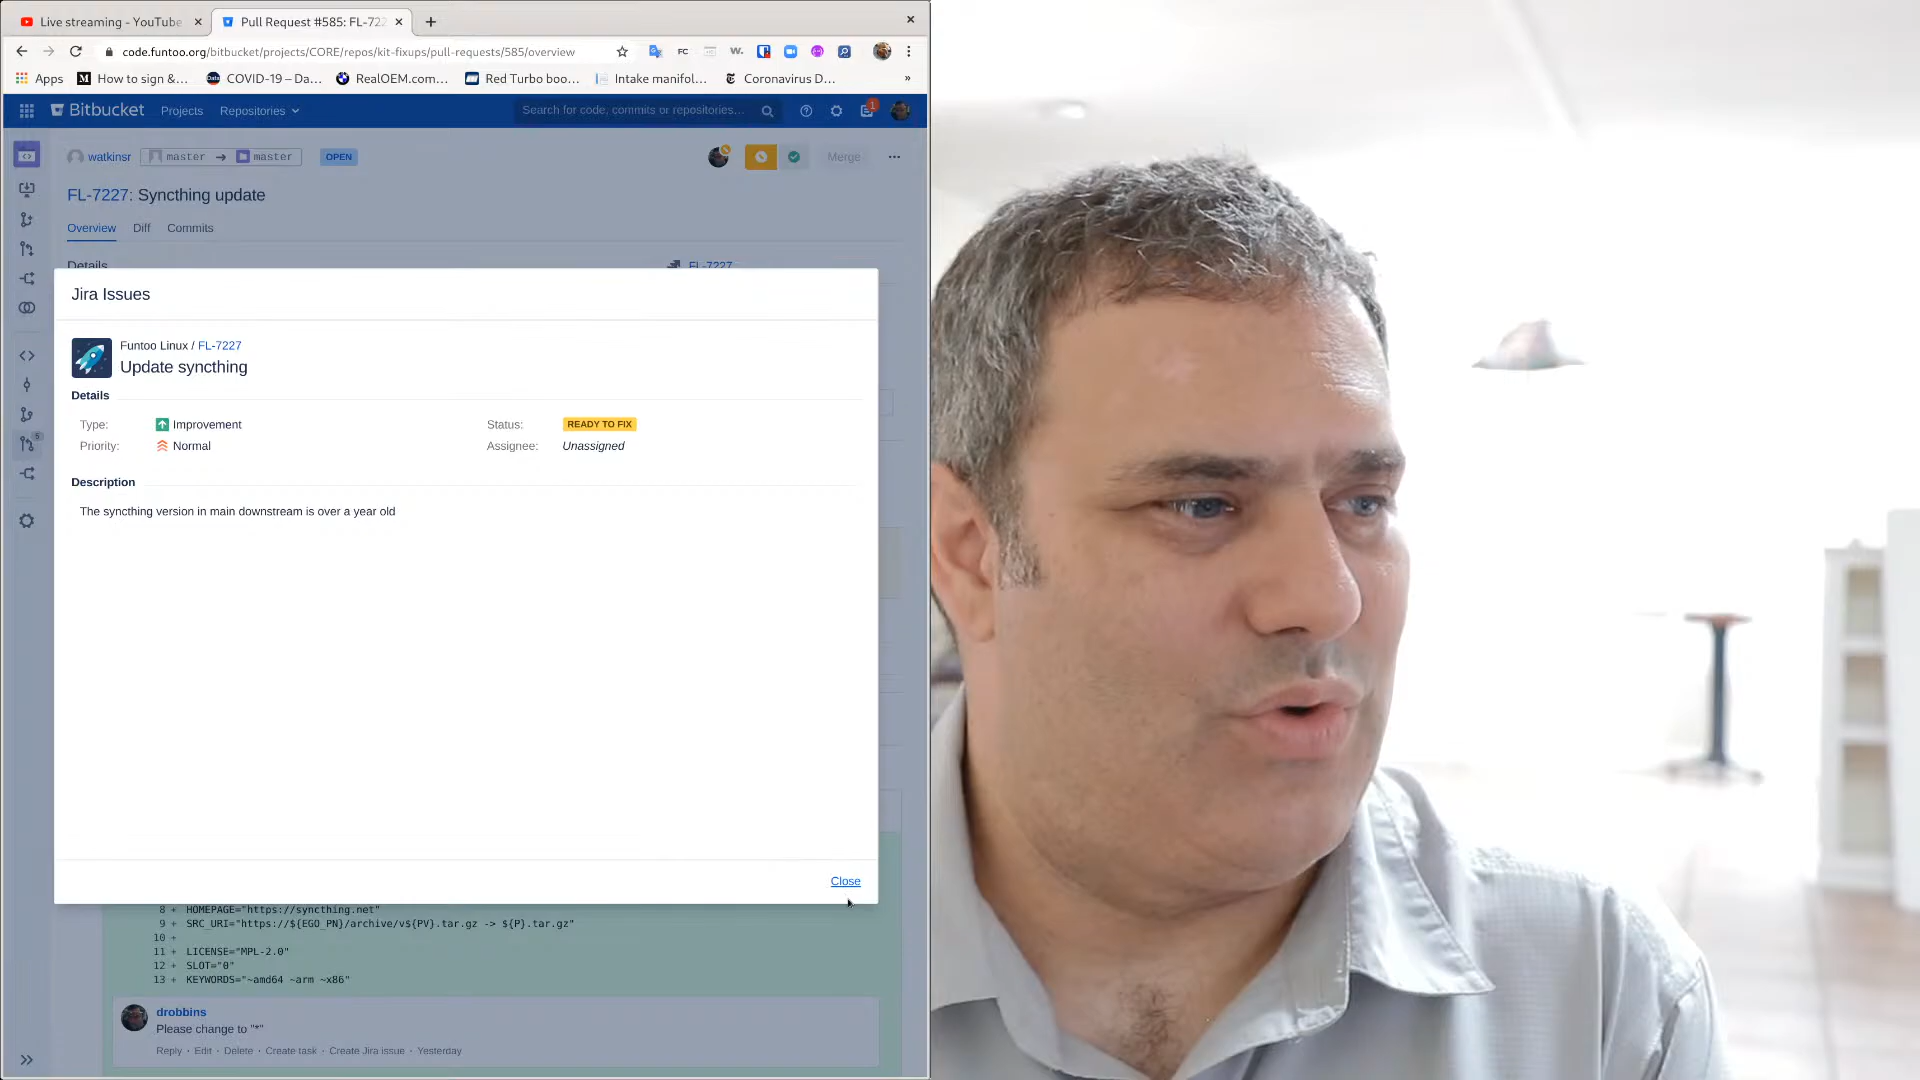 Live streaming - YouTube
Pull Request #585: FL-722
code.funtoo.org/bitbucket/projects/CORE/repos/kit-fixups/pull-requests/585/overview
FC
W.
Apps
How to sign &...
COVID-19 – Da...
RealOEM.com...
Red Turbo boo...
Intake manifol...
Coronavirus D...
»
Bitbucket
Projects
Repositories
Search for code, commits or repositories...
1
watkinsr
master → master
OPEN
Merge
FL-7227: Syncthing update
Overview
Diff
Commits
Details
FL-7227
Jira Issues
Funtoo Linux / FL-7227
Update syncthing
Details
Type: Improvement
Status: READY TO FIX
Priority: Normal
Assignee: Unassigned
5
Description
The syncthing version in main downstream is over a year old
Close
8 + HOMEPAGE="https://syncthing.net"
9 + SRC_URI="https://${EGO_PN}/archive/v${PV}.tar.gz -> ${P}.tar.gz"
10 +
11 + LICENSE="MPL-2.0"
12 + SLOT="0"
13 + KEYWORDS="~amd64 ~arm ~x86"
drobbins
Please change to "*"
Reply · Edit · Delete · Create task · Create Jira issue · Yesterday